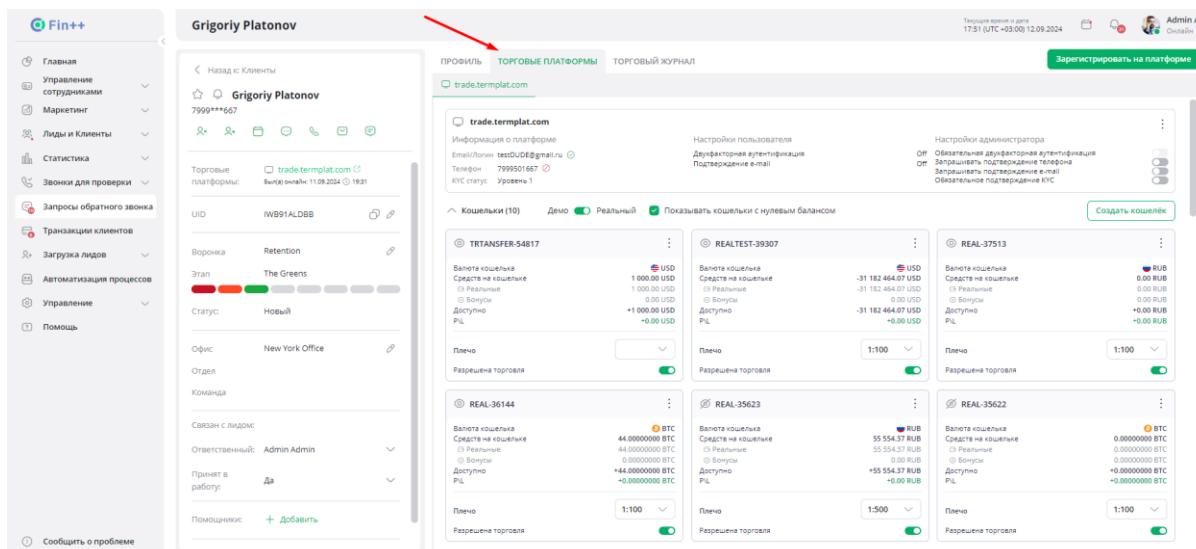 Fin++
Grigoriy Platonov
Текущие время и дата
17:51 (UTC +03:00) 12.09.2024
Admin A
Онлайн
Главная
Управление
сотрудниками
Маркетинг
Лиды и Клиенты
Статистика
Звонки для проверки
Запросы обратного звонка
Транзакции клиентов
Загрузка лидов
Автоматизация процессов
Управление
Помощь
Сообщить о проблеме
Назад к: Клиенты
Grigoriy Platonov
7999***667
Торговые
платформы:
trade.termplat.com
Был(а) онлайн: 11.09.2024 19:31
UID IWB91ALDBB
Воронка Retention
Этап The Greens
Статус: Новый
Офис New York Office
Отдел
Команда
Связан с лидом:
Ответственный: Admin Admin
Принят в
работу:
Да
Помощники: + Добавить
ПРОФИЛЬ ТОРГОВЫЕ ПЛАТФОРМЫ ТОРГОВЫЙ ЖУРНАЛ
Зарегистрировать на платформе
trade.termplat.com
trade.termplat.com
Информация о платформе
Email/Логин testDUDE@gmail.ru
Телефон 7999501667
KYC статус Уровень 1
Настройки пользователя
Двухфакторная аутентификация Off
Подтверждение e-mail Off
Настройки администратора
Обязательная двухфакторная аутентификация
Запрашивать подтверждение телефона
Запрашивать подтверждение e-mail
Обязательное подтверждение KYC
Кошельки (10) Демо Реальный Показывать кошельки с нулевым балансом
Создать кошелёк
TRTANSFER-54817
Валюта кошелька USD
Средств на кошельке 1 000.00 USD
Реальные 1 000.00 USD
Бонусы 0.00 USD
Доступно +1 000.00 USD
P\L +0.00 USD
Плечо
Разрешена торговля
REALTEST-39307
Валюта кошелька USD
Средств на кошельке -31 182 464.07 USD
Реальные -31 182 464.07 USD
Бонусы 0.00 USD
Доступно -31 182 464.07 USD
P\L +0.00 USD
Плечо 1:100
Разрешена торговля
REAL-37513
Валюта кошелька RUB
Средств на кошельке 0.00 RUB
Реальные 0.00 RUB
Бонусы 0.00 RUB
Доступно +0.00 RUB
P\L +0.00 RUB
Плечо 1:100
Разрешена торговля
REAL-36144
Валюта кошелька BTC
Средств на кошельке 44.00000000 BTC
Реальные 44.00000000 BTC
Бонусы 0.00000000 BTC
Доступно +44.00000000 BTC
P\L +0.00000000 BTC
Плечо 1:100
Разрешена торговля
REAL-35623
Валюта кошелька RUB
Средств на кошельке 55 554.37 RUB
Реальные 55 554.37 RUB
Бонусы 0.00 RUB
Доступно +55 554.37 RUB
P\L +0.00 RUB
Плечо 1:500
Разрешена торговля
REAL-35622
Валюта кошелька BTC
Средств на кошельке 0.00000000 BTC
Реальные 0.00000000 BTC
Бонусы 0.00000000 BTC
Доступно +0.00000000 BTC
P\L +0.00000000 BTC
Плечо 1:100
Разрешена торговля